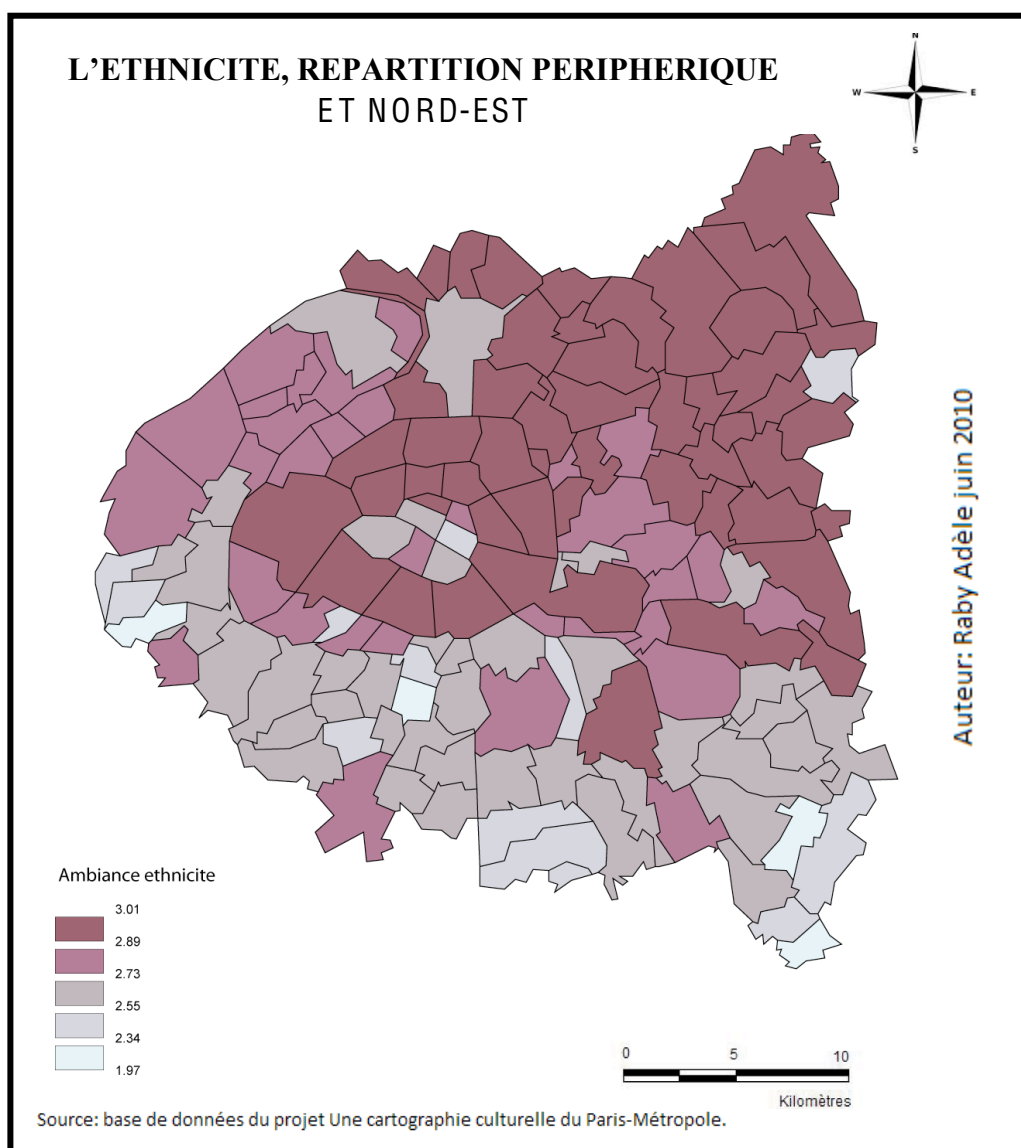 L'ETHNICITE, REPARTITION PERIPHERIQUE
ET NORD-EST
N
W
E
S
Auteur: Raby Adèle juin 2010
Ambiance ethnicite
3.01
2.89
2.73
2.55
2.34
1.97
0 5 10
Kilomètres
Source: base de données du projet Une cartographie culturelle du Paris-Métropole.